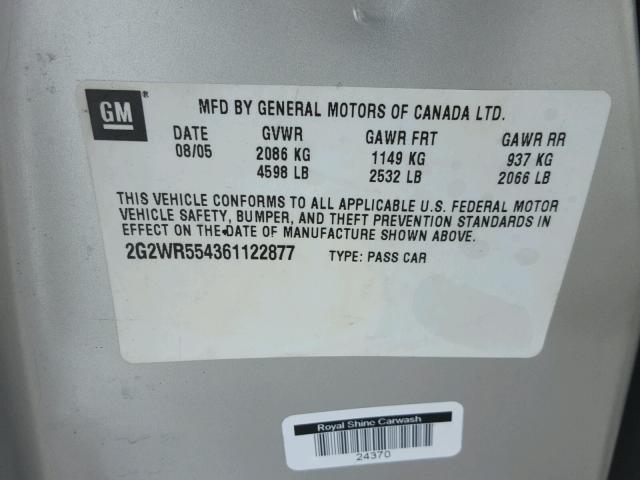 GM®
MFD BY GENERAL MOTORS OF CANADA LTD.
DATE GVWR GAWR FRT GAWR RR
08/05 2086 KG 1149 KG 937 KG
4598 LB 2532 LB 2066 LB
THIS VEHICLE CONFORMS TO ALL APPLICABLE U.S. FEDERAL MOTOR
VEHICLE SAFETY, BUMPER, AND THEFT PREVENTION STANDARDS IN
EFFECT ON THE DATE OF MANUFACTURE SHOWN ABOVE.
2G2WR554361122877 TYPE: PASS CAR
Royal Shine Carwash
24370